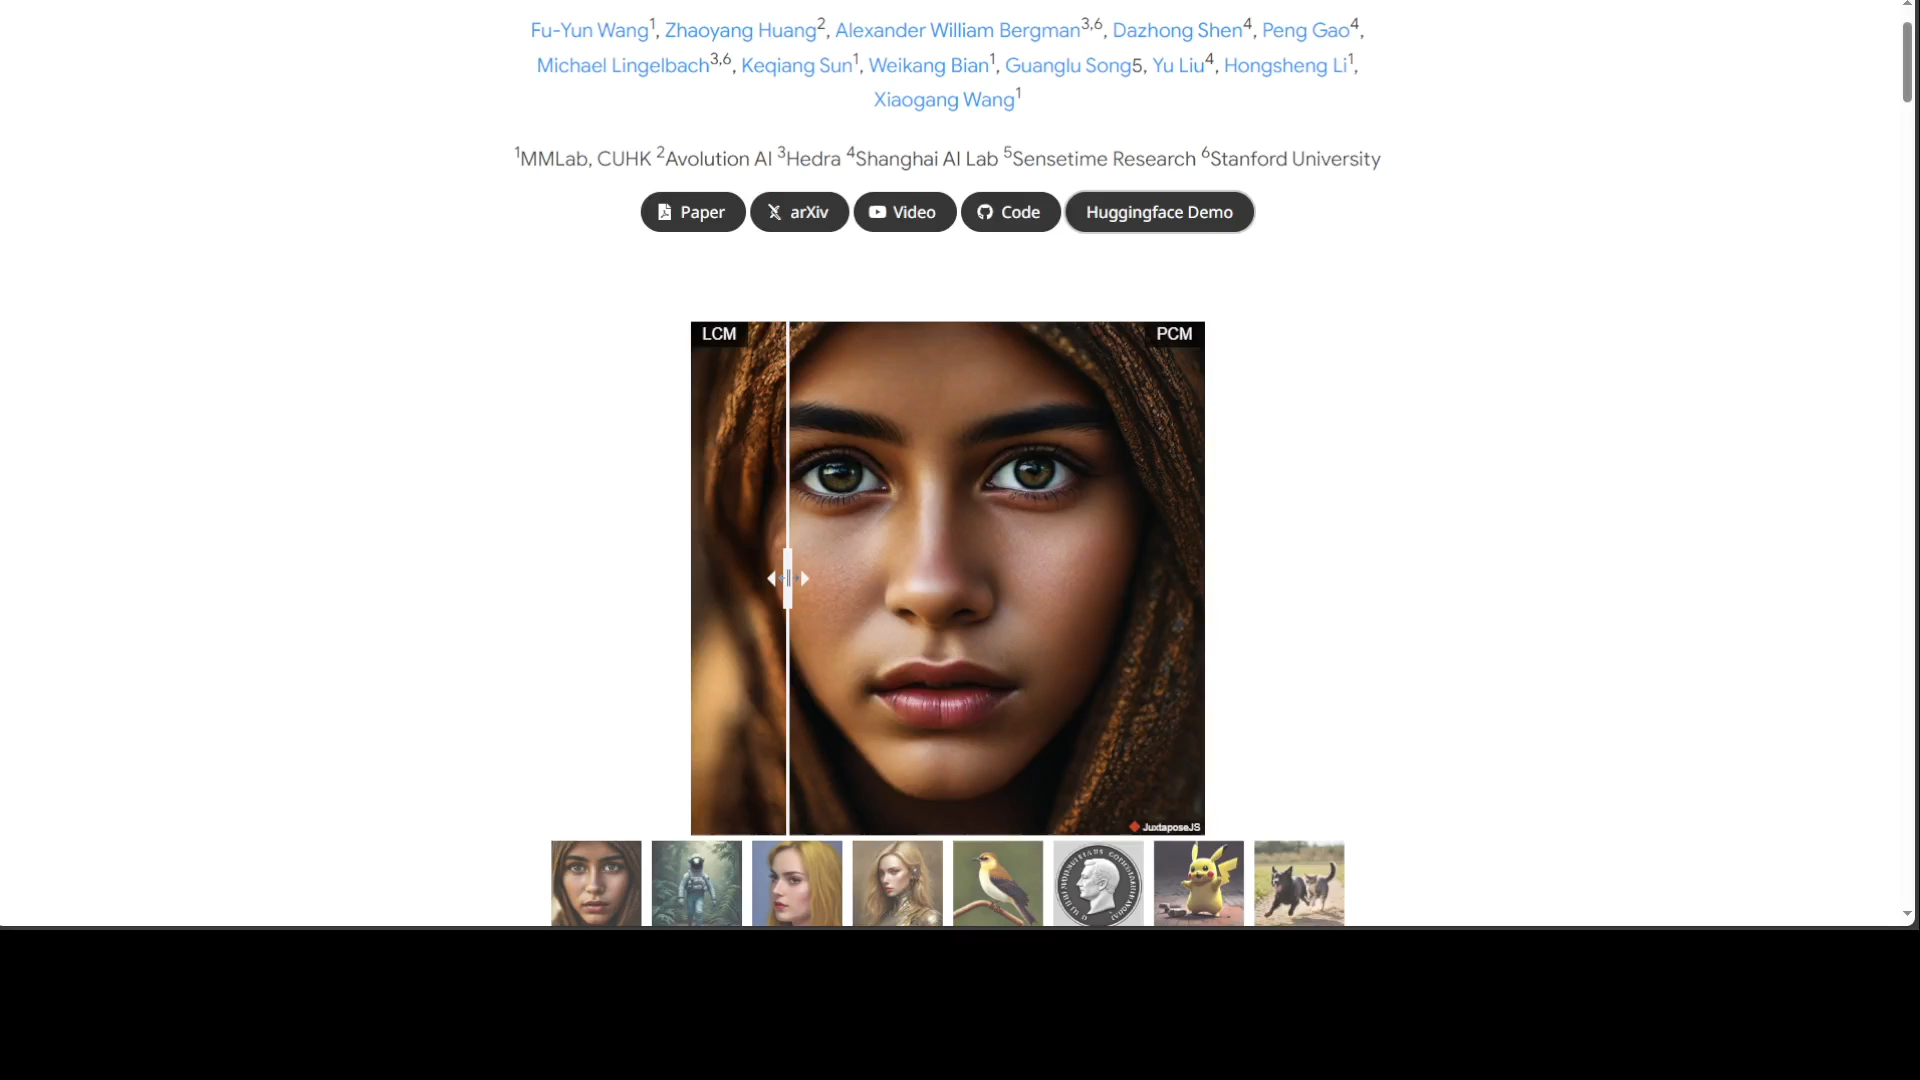 Fu-Yun Wang1, Zhaoyang Huang2, Alexander William Bergman3,6, Dazhong Shen4, Peng Gao4,
Michael Lingelbach3,6, Keqiang Sun1, Weikang Bian1, Guanglu Song5, Yu Liu4, Hongsheng Li1,
Xiaogang Wang1
1MMLab, CUHK 2Avolution AI 3Hedra 4Shanghai AI Lab 5Sensetime Research 6Stanford University
Paper arXiv Video Code Huggingface Demo
LCM PCM
JuxtaposeJS